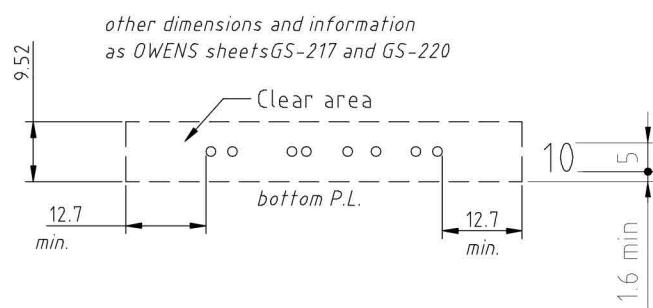 other dimensions and information
as OWENS sheetsGS-217 and GS-220
9.52
Clear area
10
5
bottom P.L.
12.7
min.
12.7
min.
1.6 min